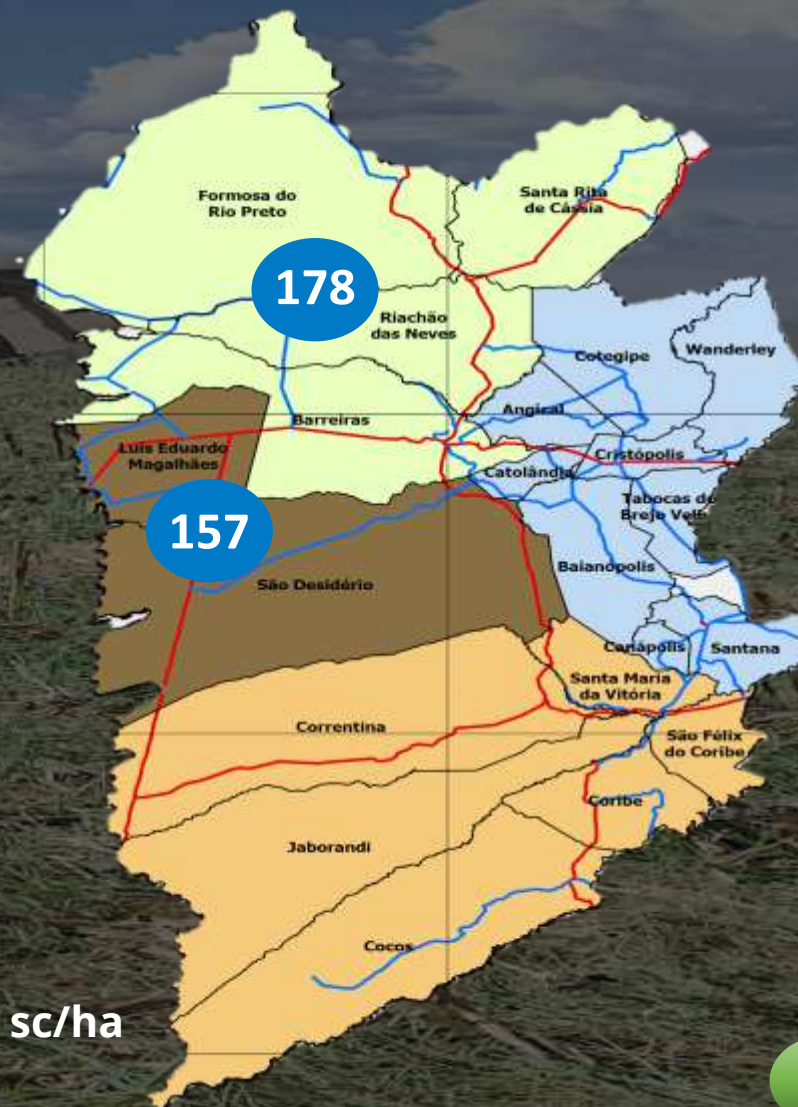 Formosa do
Rio Preto
Santa Rita
de Cássia
178
Riachão
das Neves
Cotegipe
Wanderley
Angical
Barreiras
Luis Eduardo
Magalhães
Cristópolis
Catolândia
Tabocas do
Brejo Velh
157
Baianópolis
São Desidério
Canápolis
Santana
Santa Maria
da Vitória
Correntina
São Félix
do Coribe
Coribe
Jaborandi
Cocos
sc/ha